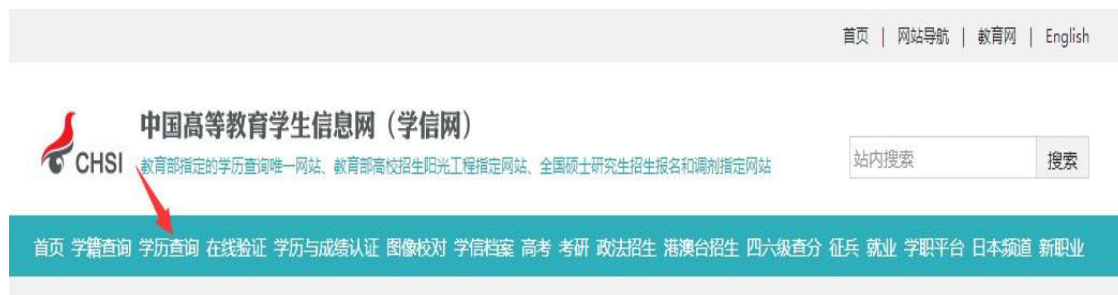 首页 | 网站导航 | 教育网 | English
中国高等教育学生信息网（学信网）
CHSI
教育部指定的学历查询唯一网站、教育部高校招生阳光工程指定网站、全国硕士研究生招生报名和调剂指定网站
站内搜索 搜索
首页 学籍查询 学历查询 在线验证 学历与成绩认证 图像校对 学信档案 高考 考研 政法招生 港澳台招生 四六级查分 征兵 就业 学职平台 日本频道 新职业